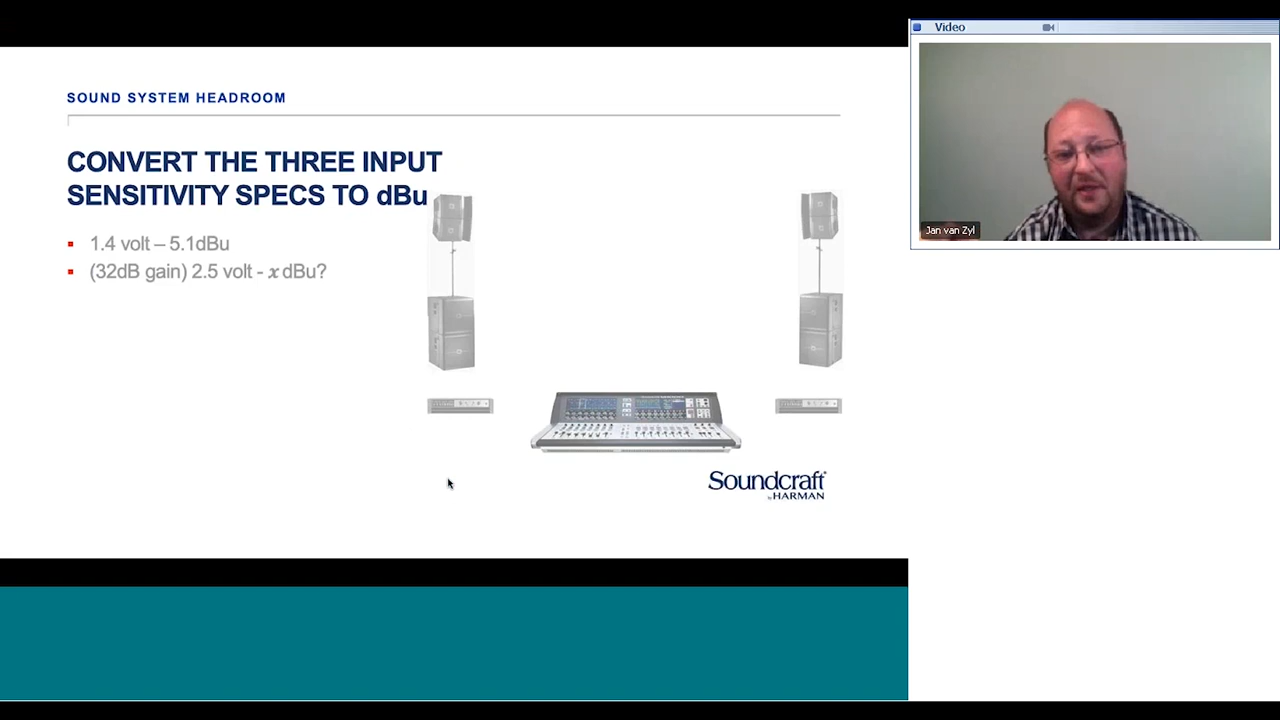 SOUND SYSTEM HEADROOM
CONVERT THE THREE INPUT
SENSITIVITY SPECS TO dBu
1.4 volt – 5.1dBu
(32dB gain) 2.5 volt - x dBu?
Soundcraft
by HARMAN
Video
Jan van Zyl